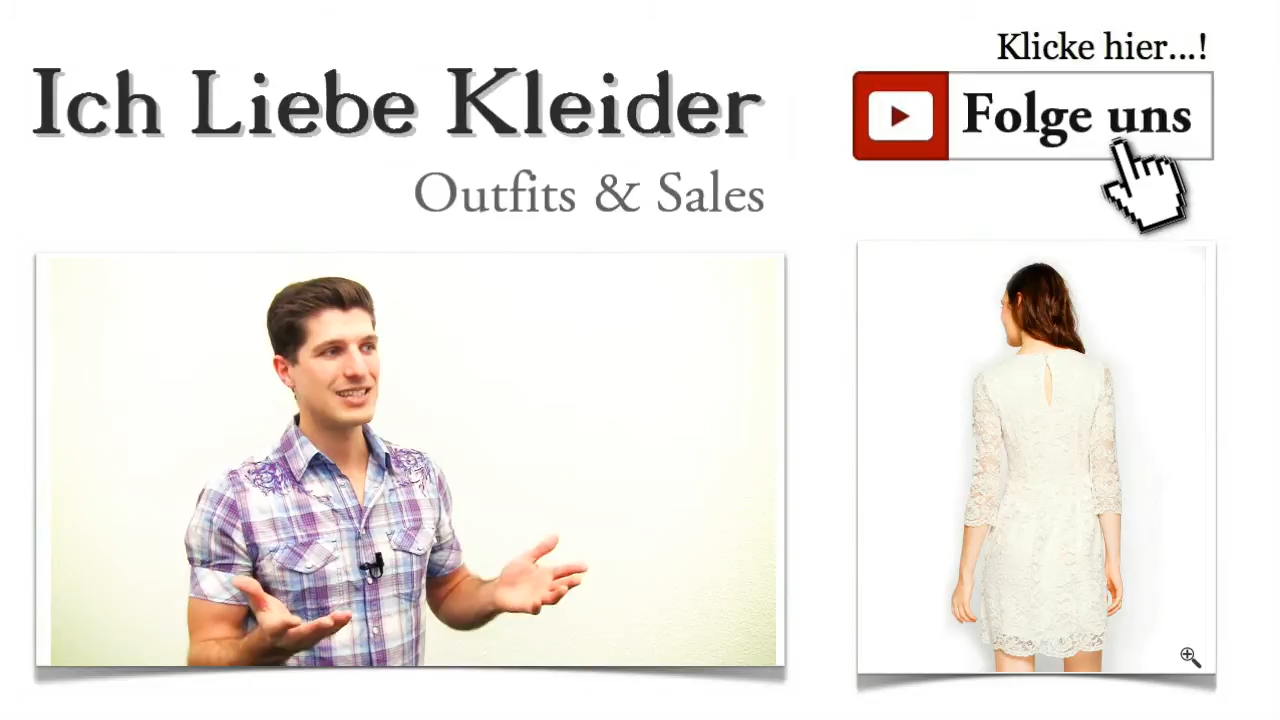 Klicke hier...!
Ich Liebe Kleider
Folge uns
Outfits & Sales